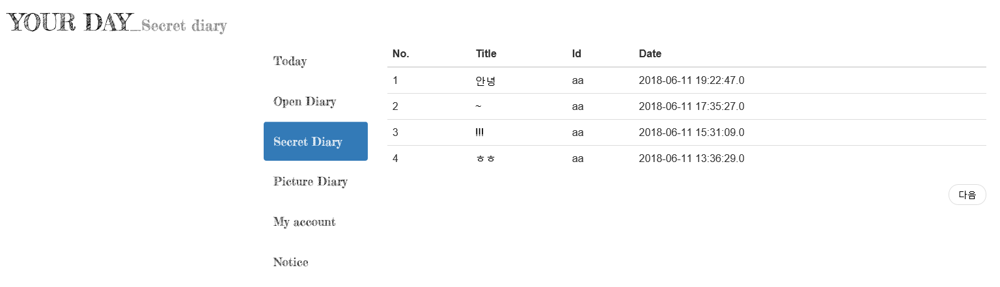 YOUR DAY_Secret diary
Today
Open Diary
Secret Diary
Picture Diary
My account
Notice
No. Title Id Date
1 안녕 aa 2018-06-11 19:22:47.0
2 ~ aa 2018-06-11 17:35:27.0
3 !!! aa 2018-06-11 15:31:09.0
4 ㅎㅎ aa 2018-06-11 13:36:29.0
다음